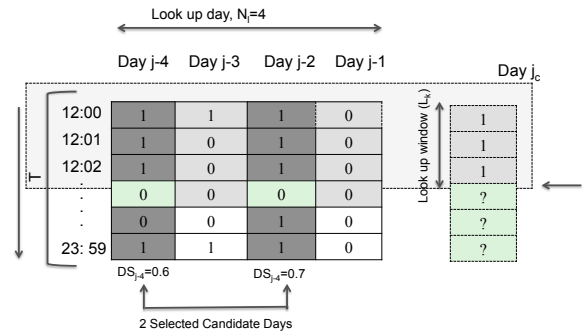 Look up day, N_l=4
Day j-4 Day j-3 Day j-2 Day j-1
Day j_c
T
Look up window (L_k)
12:00 1 1 1 0 1
12:01 1 0 1 0 1
12:02 1 0 1 0 1
. 0 0 0 0 ?
. 0 0 1 0 ?
23: 59 1 1 1 0 ?
DS_j-4=0.6 DS_j-4=0.7
2 Selected Candidate Days